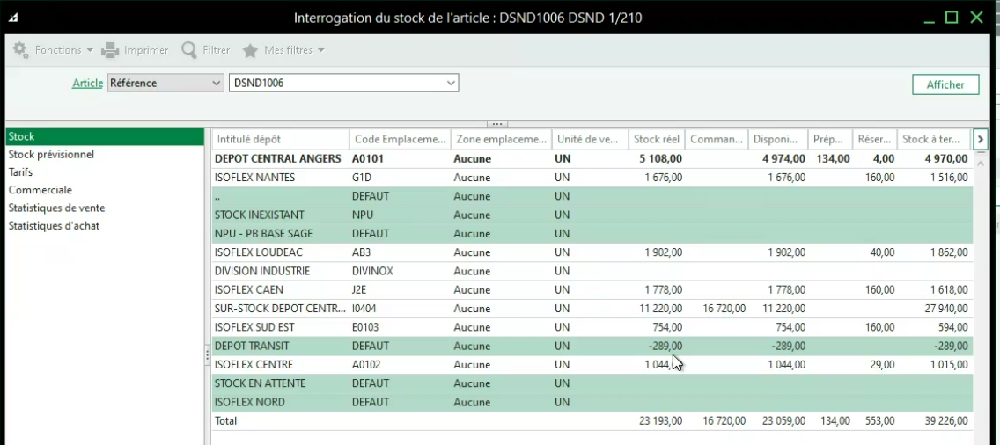 Interrogation du stock de l'article : DSND1006 DSND 1/210
Fonctions Imprimer Filtrer Mes filtres
Article Référence DSND1006 Afficher
Stock
Stock prévisionnel
Tarifs
Commerciale
Statistiques de vente
Statistiques d'achat
Intitulé dépôt Code Emplaceme... Zone emplaceme... Unité de ve... Stock réel Comman... Disponi... Prép... Réser... Stock à ter...
DEPOT CENTRAL ANGERS A0101 Aucune UN 5 108,00 4 974,00 134,00 4,00 4 970,00
ISOFLEX NANTES G1D Aucune UN 1 676,00 1 676,00 160,00 1 516,00
.. DEFAUT Aucune UN
STOCK INEXISTANT NPU Aucune UN
NPU - PB BASE SAGE DEFAUT Aucune UN
ISOFLEX LOUDEAC AB3 Aucune UN 1 902,00 1 902,00 40,00 1 862,00
DIVISION INDUSTRIE DIVINOX Aucune UN
ISOFLEX CAEN J2E Aucune UN 1 778,00 1 778,00 160,00 1 618,00
SUR-STOCK DEPOT CENTR... I0404 Aucune UN 11 220,00 16 720,00 11 220,00 27 940,00
ISOFLEX SUD EST E0103 Aucune UN 754,00 754,00 160,00 594,00
DEPOT TRANSIT DEFAUT Aucune UN -289,00 -289,00 -289,00
ISOFLEX CENTRE A0102 Aucune UN 1 044,00 1 044,00 29,00 1 015,00
STOCK EN ATTENTE DEFAUT Aucune UN
ISOFLEX NORD DEFAUT Aucune UN
Total 23 193,00 16 720,00 23 059,00 134,00 553,00 39 226,00